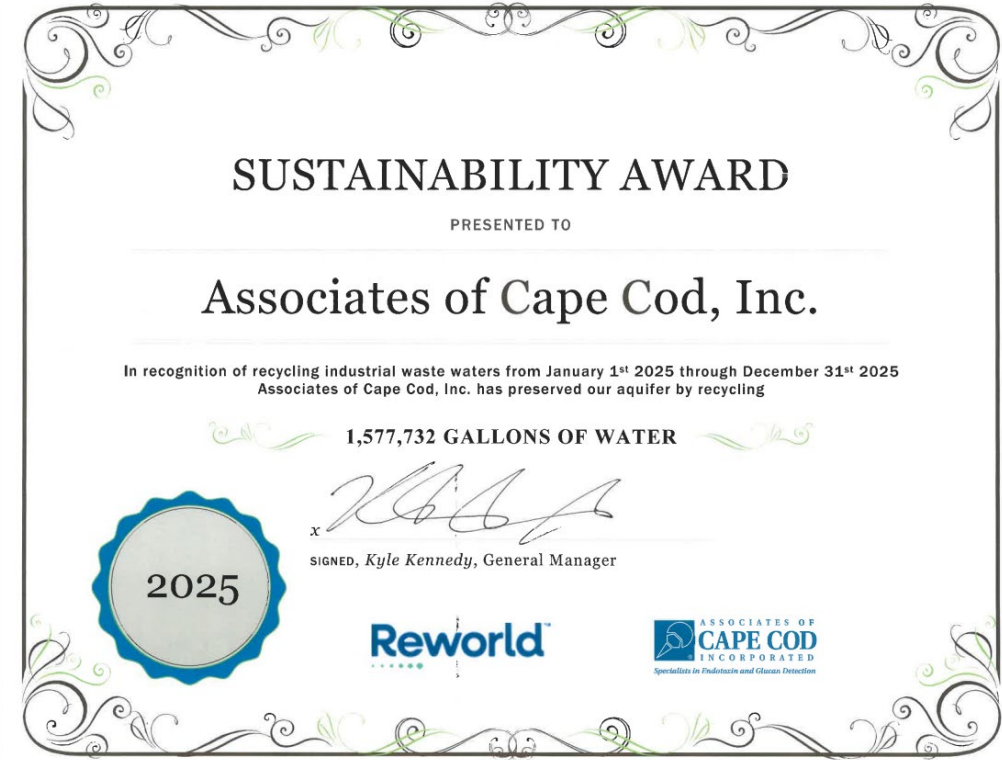 SUSTAINABILITY AWARD
PRESENTED TO
Associates of Cape Cod, Inc.
In recognition of recycling industrial waste waters from January 1st 2025 through December 31st 2025
Associates of Cape Cod, Inc. has preserved our aquifer by recycling
1,577,732 GALLONS OF WATER
x
SIGNED, Kyle Kennedy, General Manager
2025
Reworld™
ASSOCIATES OF
CAPE COD
INCORPORATED
Specialists in Endotoxin and Glucan Detection